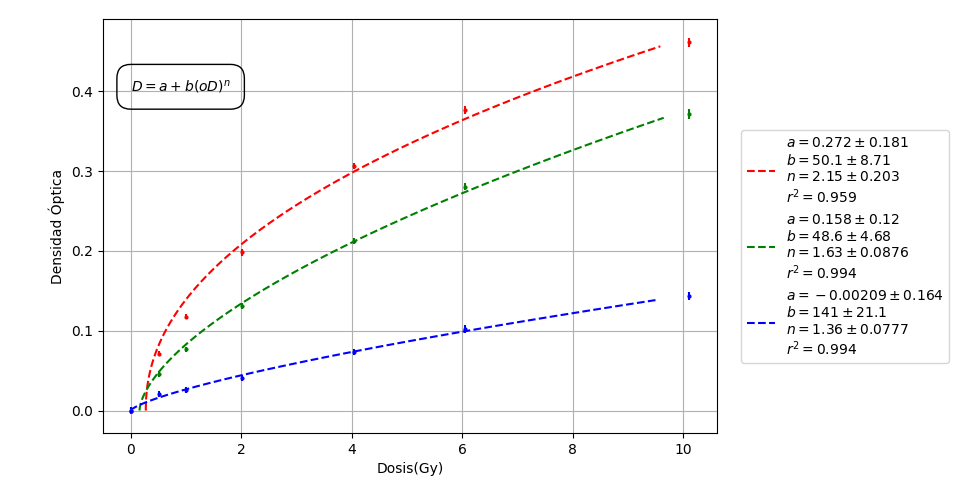 D = a + b(oD)^n
0.4
0.3
0.2
0.1
0.0
Densidad Óptica
0 2 4 6 8 10
Dosis(Gy)
a = 0.272 ± 0.181
b = 50.1 ± 8.71
n = 2.15 ± 0.203
r^2 = 0.959
a = 0.158 ± 0.12
b = 48.6 ± 4.68
n = 1.63 ± 0.0876
r^2 = 0.994
a = −0.00209 ± 0.164
b = 141 ± 21.1
n = 1.36 ± 0.0777
r^2 = 0.994